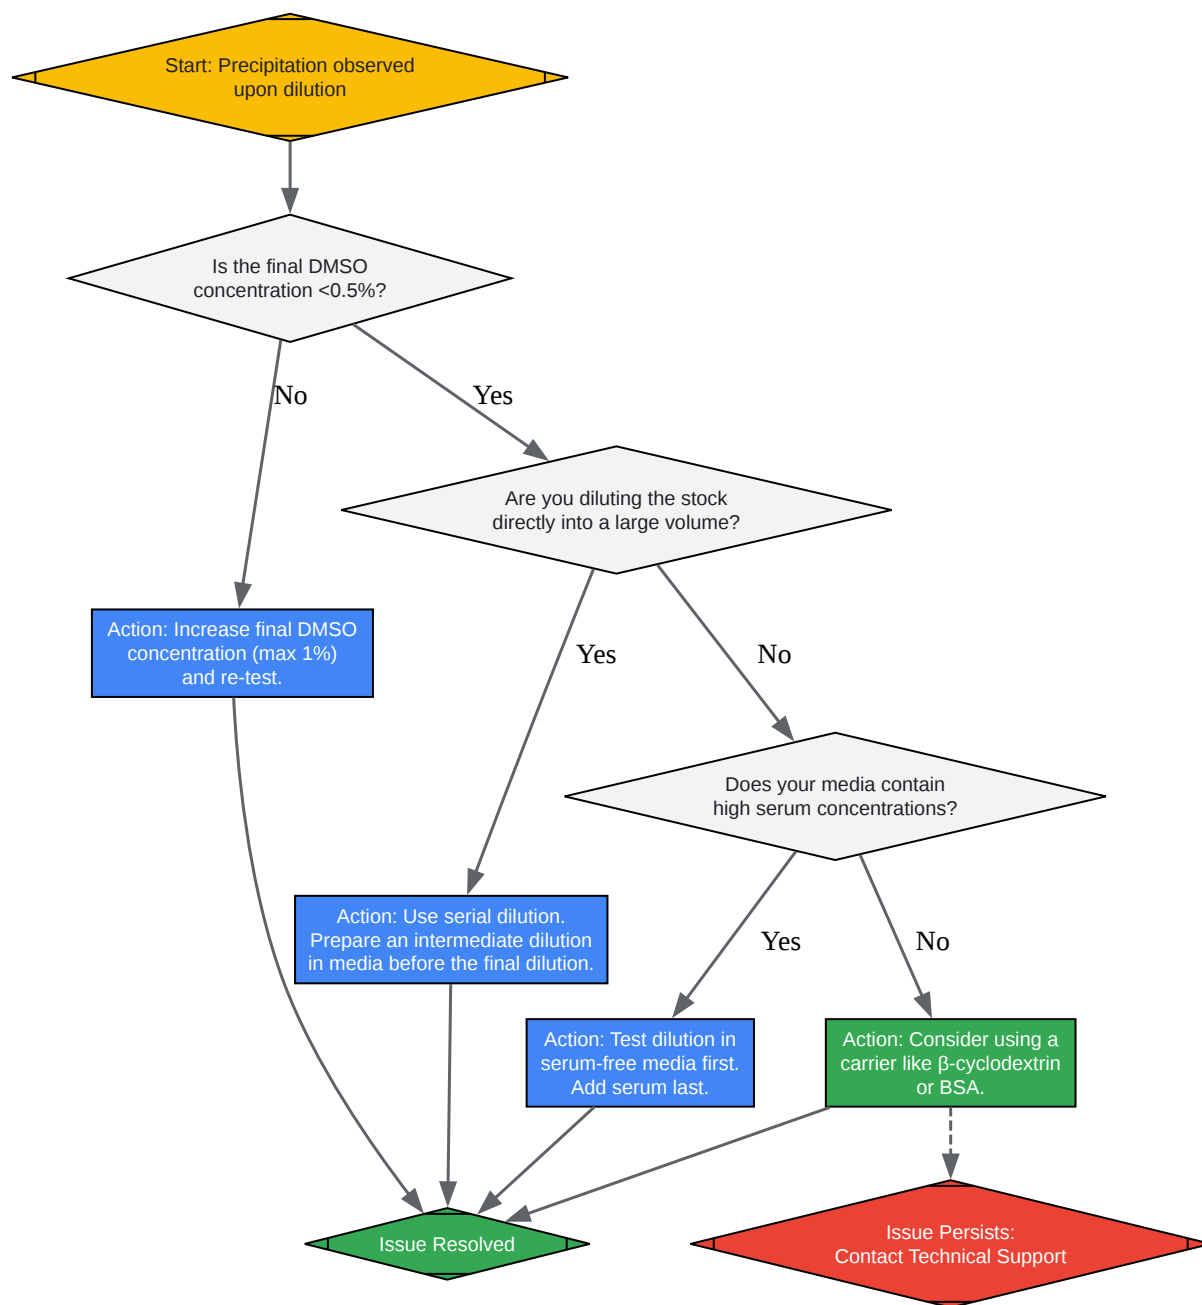 Start: Precipitation observed
upon dilution
Is the final DMSO
concentration <0.5%?
No
Yes
Are you diluting the stock
directly into a large volume?
Action: Increase final DMSO
concentration (max 1%)
and re-test.
Yes
No
Does your media contain
high serum concentrations?
Action: Use serial dilution.
Prepare an intermediate dilution
in media before the final dilution.
Yes
No
Action: Test dilution in
serum-free media first.
Add serum last.
Action: Consider using a
carrier like β-cyclodextrin
or BSA.
Issue Resolved
Issue Persists:
Contact Technical Support